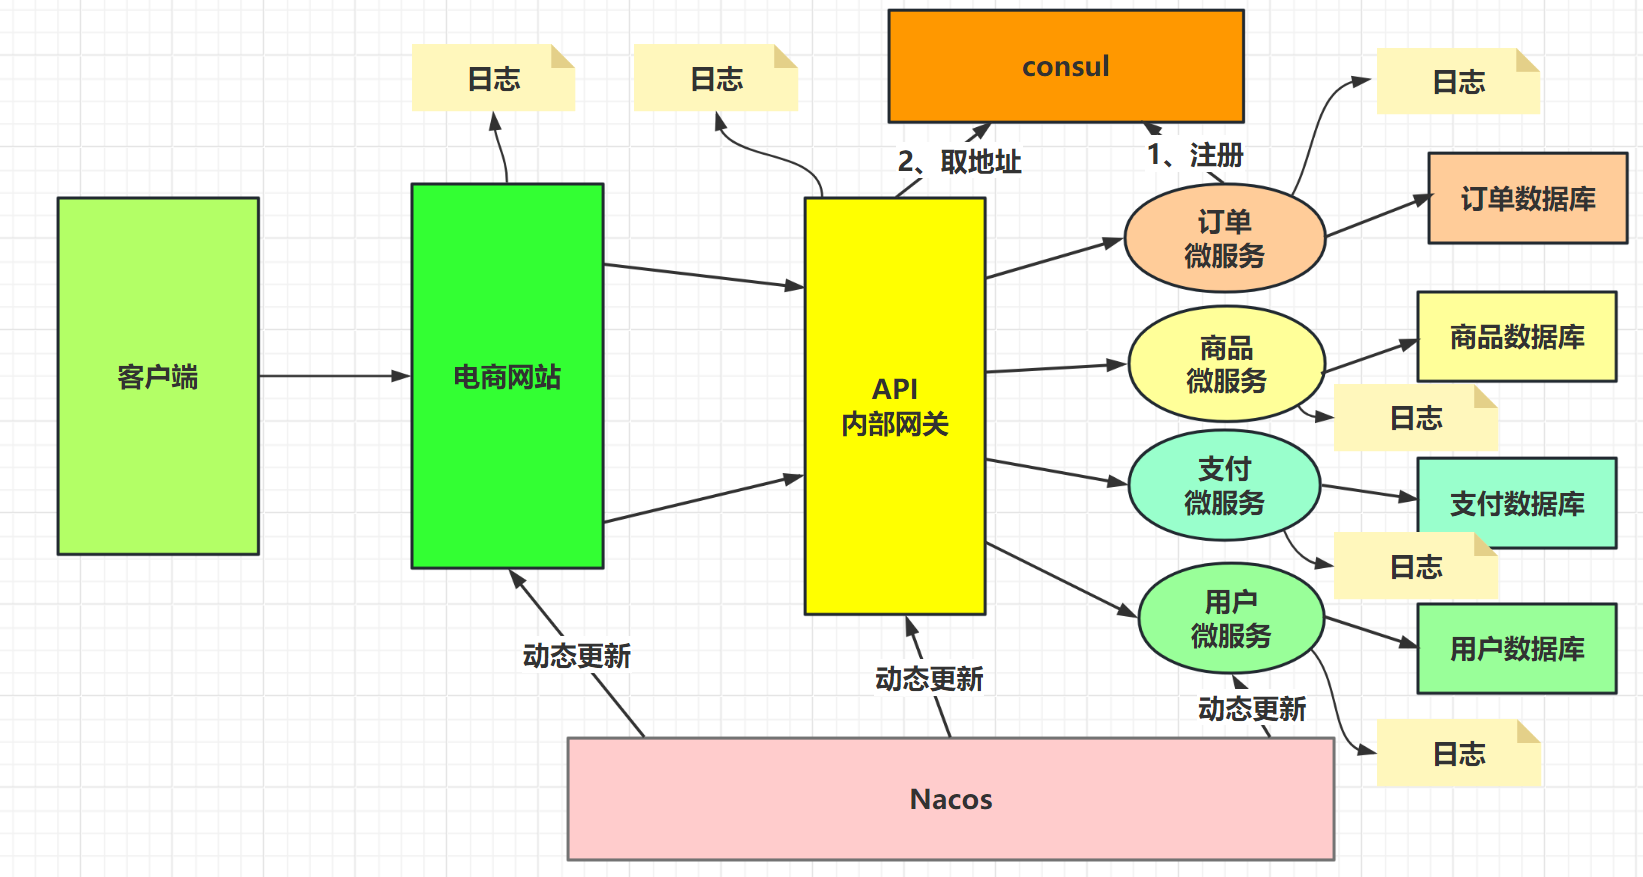 consul
日志
日志
日志
2、取地址
1、注册
订单数据库
订单
微服务
客户端
电商网站
API
内部网关
商品
微服务
商品数据库
日志
支付
微服务
支付数据库
日志
用户
微服务
用户数据库
动态更新
动态更新
动态更新
日志
Nacos